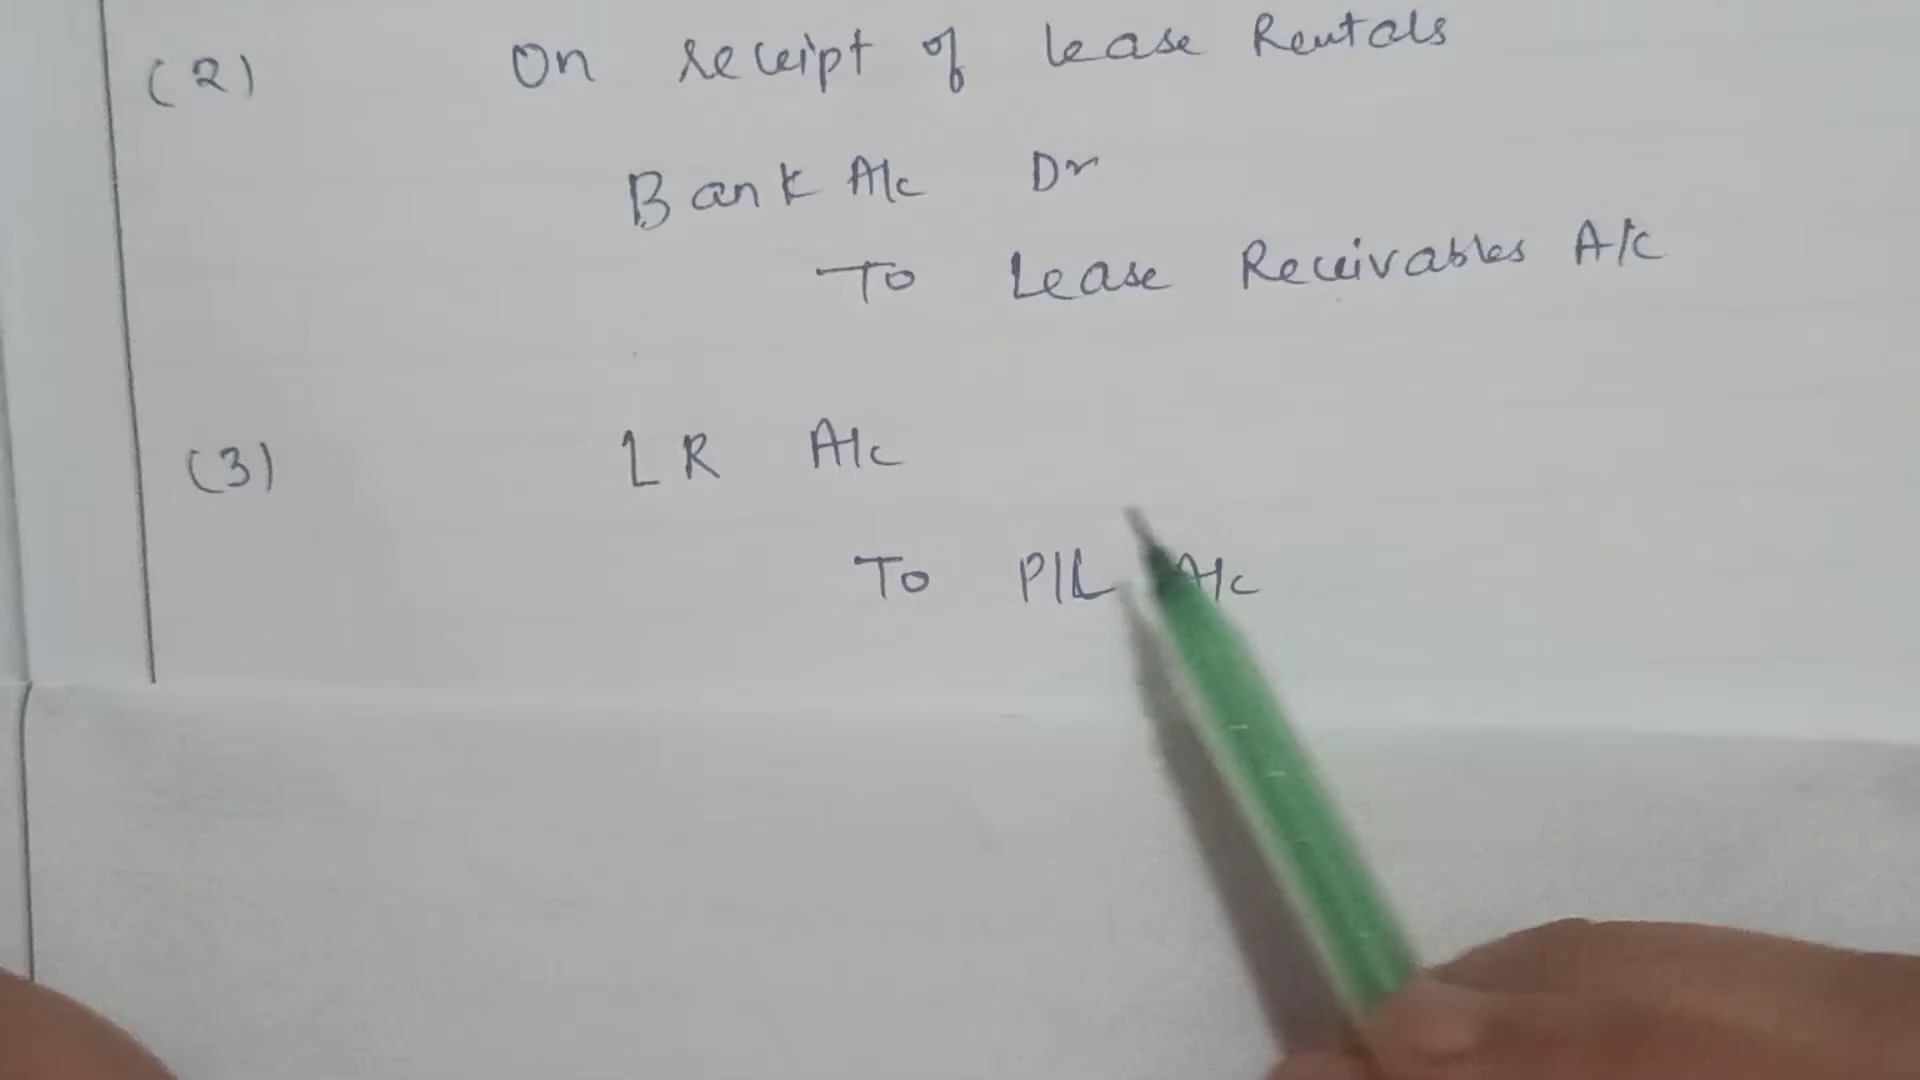 (2) On receipt of Lease Rentals
Bank A/c Dr
To Lease Receivables A/c
(3) LR A/c
To P/L A/c